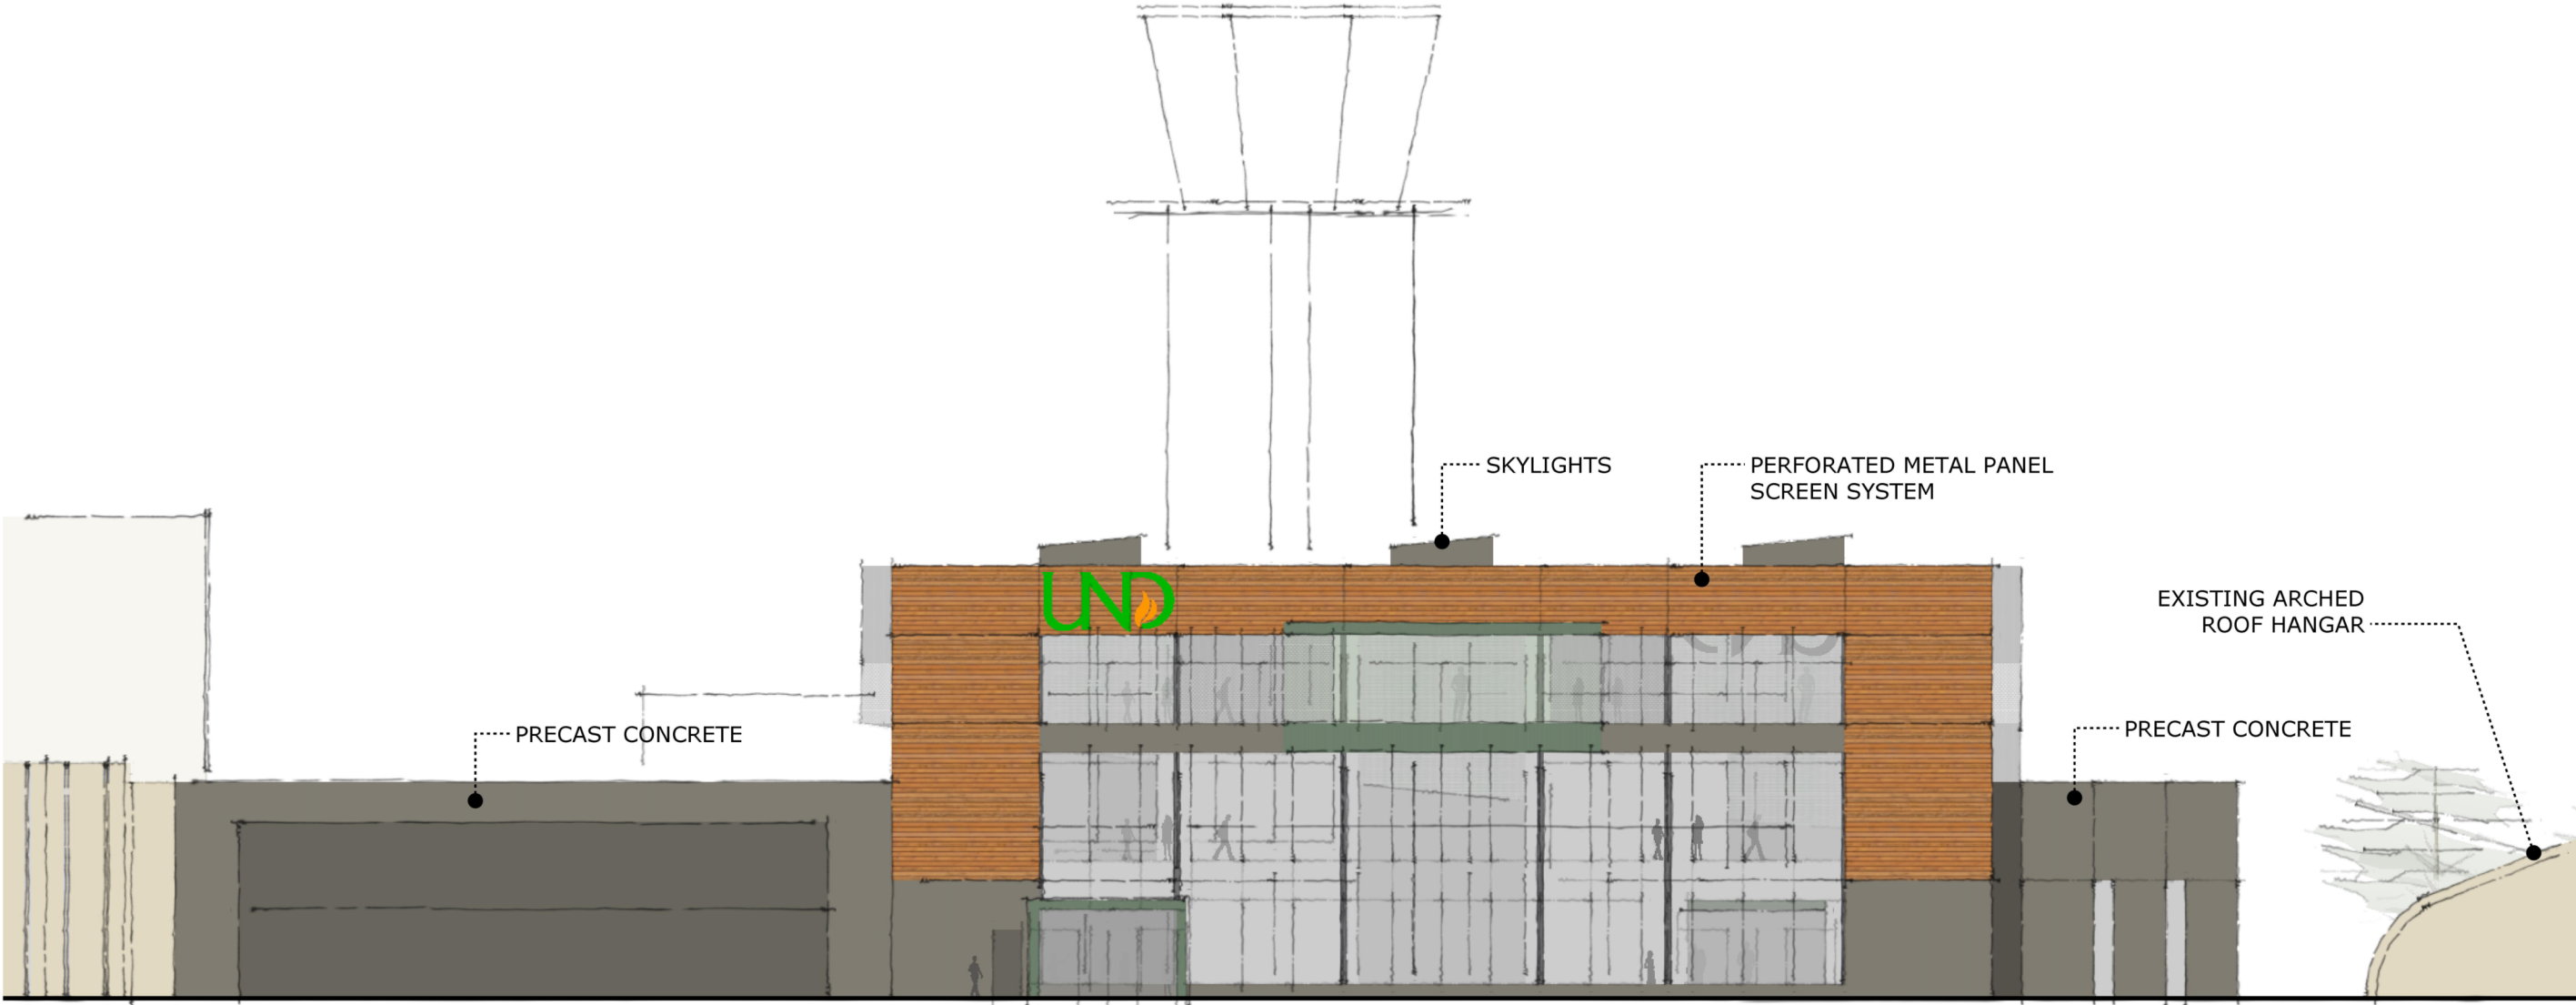 SKYLIGHTS
PERFORATED METAL PANEL
SCREEN SYSTEM
UND
EXISTING ARCHED
ROOF HANGAR
PRECAST CONCRETE
PRECAST CONCRETE